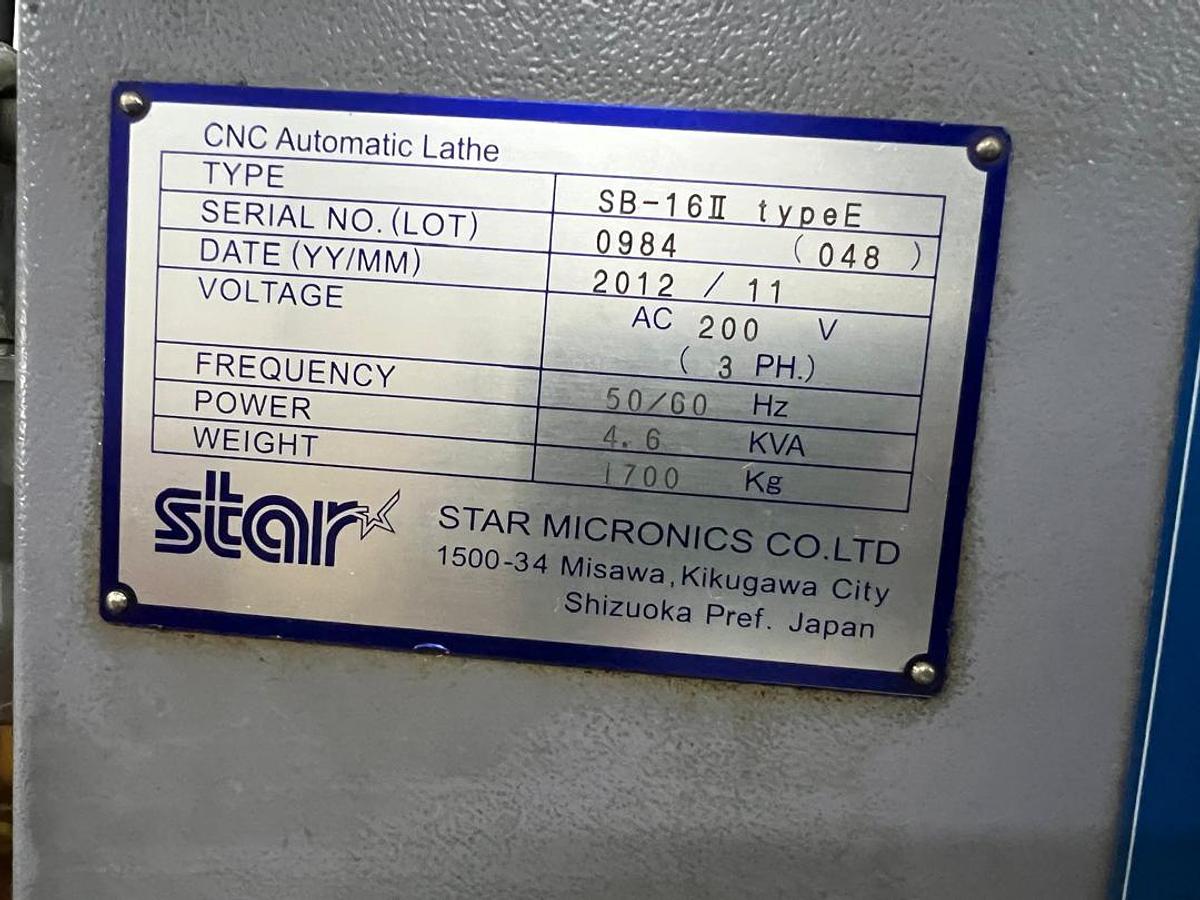 CNC Automatic Lathe
TYPE SB-16Ⅱ typeE
SERIAL NO. (LOT) 0984 (048)
DATE (YY/MM) 2012 / 11
VOLTAGE AC 200 V
(3 PH.)
FREQUENCY 50/60 Hz
POWER 4.6 KVA
WEIGHT 1700 Kg
star STAR MICRONICS CO.LTD
1500-34 Misawa, Kikugawa City
Shizuoka Pref. Japan